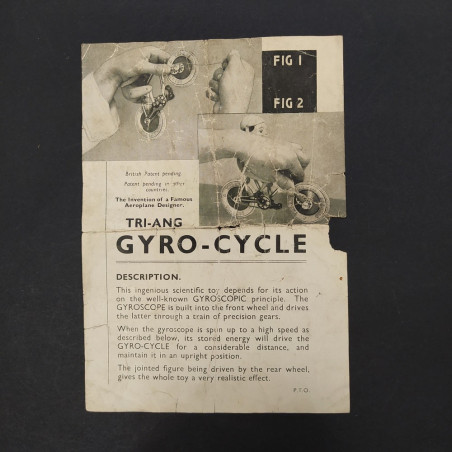 FIG 1
FIG 2
British Patent pending
Patent pending in other
countries
The Invention of a Famous
Aeroplane Designer.
TRI-ANG
GYRO-CYCLE
DESCRIPTION.
This ingenious scientific toy depends for its action
on the well-known GYROSCOPIC principle. The
GYROSCOPE is built into the front wheel and drives
the latter through a train of precision gears.
When the gyroscope is spun up to a high speed as
described below, its stored energy will drive the
GYRO-CYCLE for a considerable distance, and
maintain it in an upright position.
The jointed figure being driven by the rear wheel,
gives the whole toy a very realistic effect.
P.T.O.